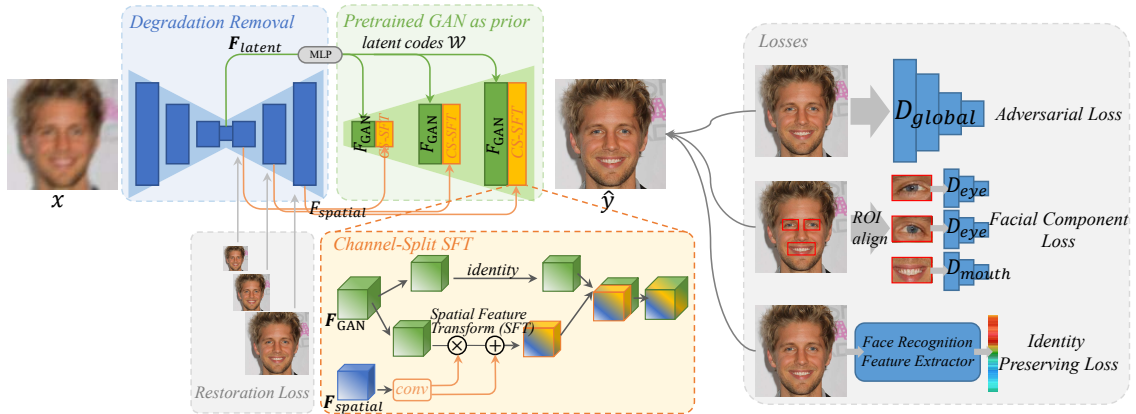 Degradation Removal
Pretrained GAN as prior
F_latent
MLP
latent codes 𝒲
F_GAN
CS-SFT
F_GAN
CS-SFT
F_GAN
CS-SFT
F_spatial
x
ŷ
Channel-Split SFT
F_GAN
identity
Spatial Feature
Transform (SFT)
F_spatial
conv
Restoration Loss
Losses
D_global
Adversarial Loss
ROI
align
D_eye
D_eye
D_mouth
Facial Component
Loss
Face Recognition
Feature Extractor
Identity
Preserving Loss